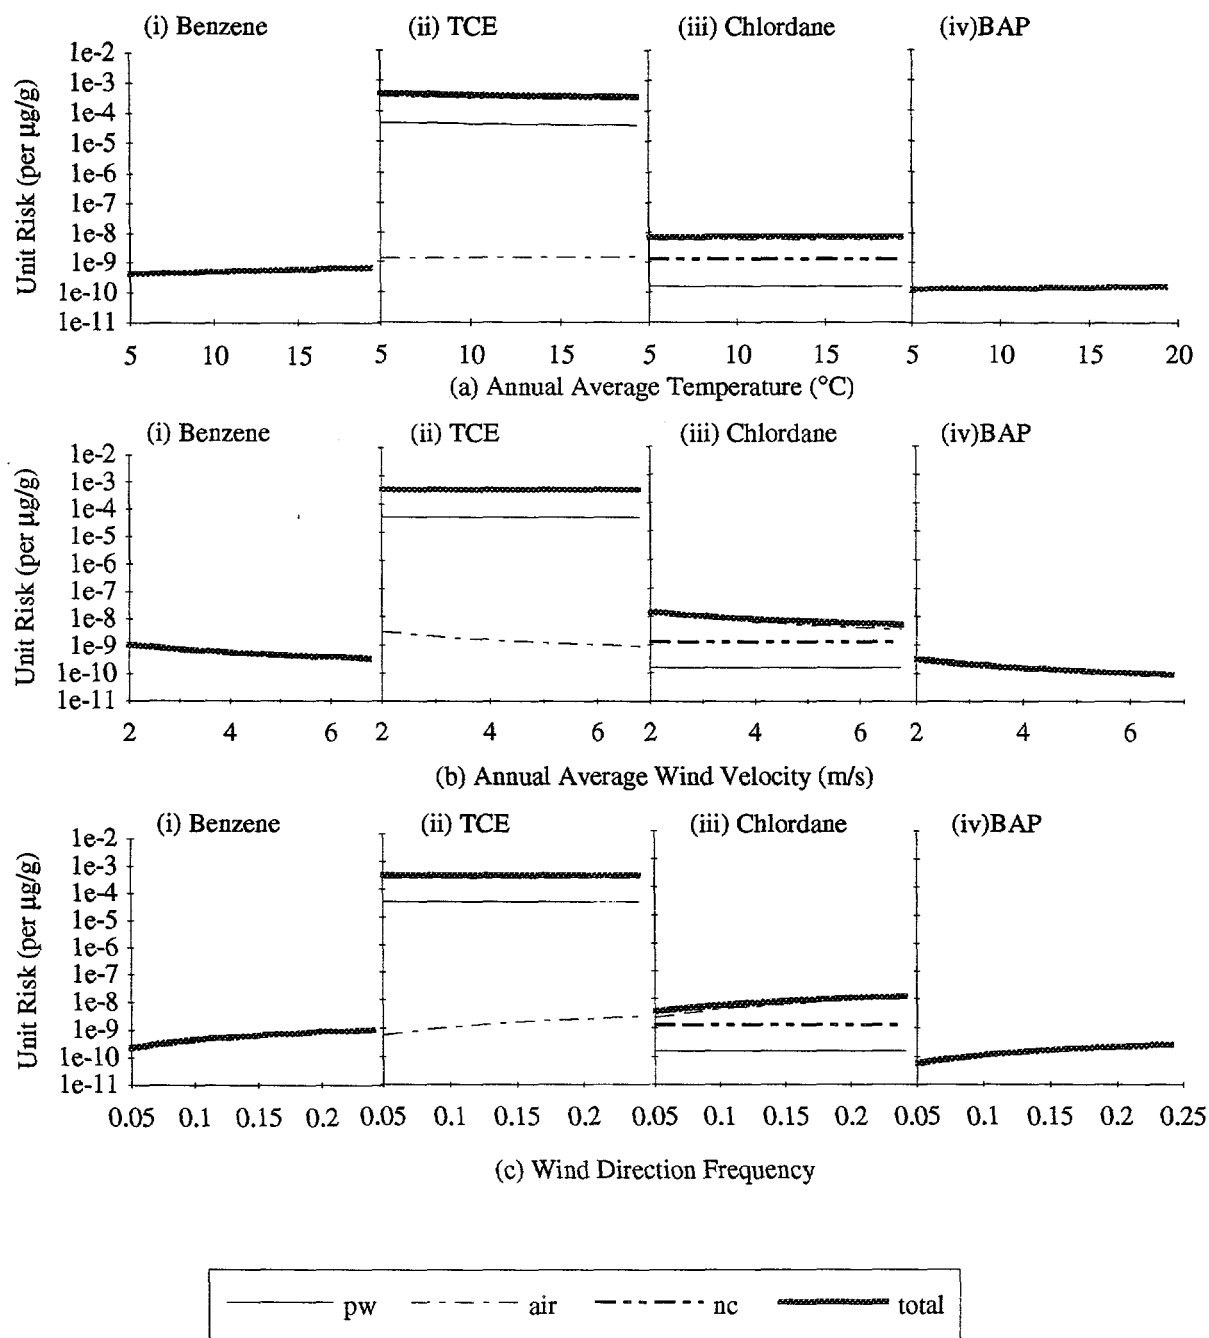 (i) Benzene (ii) TCE (iii) Chlordane (iv)BAP
Unit Risk (per µg/g)
1e-2
1e-3
1e-4
1e-5
1e-6
1e-7
1e-8
1e-9
1e-10
1e-11
5 10 15 5 10 15 5 10 15 5 10 15 20
(a) Annual Average Temperature (°C)
(i) Benzene (ii) TCE (iii) Chlordane (iv)BAP
Unit Risk (per µg/g)
1e-2
1e-3
1e-4
1e-5
1e-6
1e-7
1e-8
1e-9
1e-10
1e-11
2 4 6 2 4 6 2 4 6 2 4 6
(b) Annual Average Wind Velocity (m/s)
(i) Benzene (ii) TCE (iii) Chlordane (iv)BAP
Unit Risk (per µg/g)
1e-2
1e-3
1e-4
1e-5
1e-6
1e-7
1e-8
1e-9
1e-10
1e-11
0.05 0.1 0.15 0.2 0.05 0.1 0.15 0.2 0.05 0.1 0.15 0.2 0.05 0.1 0.15 0.2 0.25
(c) Wind Direction Frequency
pw air nc total